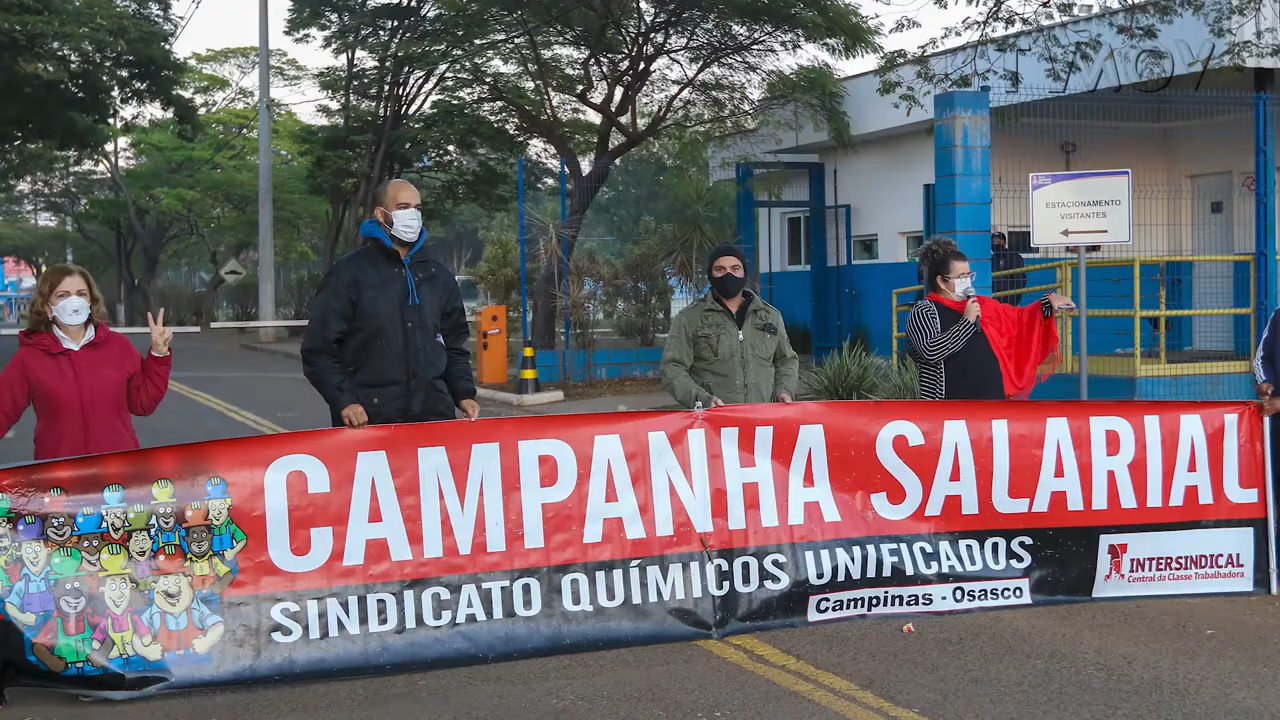 ESTACIONAMENTO
VISITANTES
CAMPANHA SALARIAL
SINDICATO QUÍMICOS UNIFICADOS
Campinas - Osasco
INTERSINDICAL
Central da Classe Trabalhadora